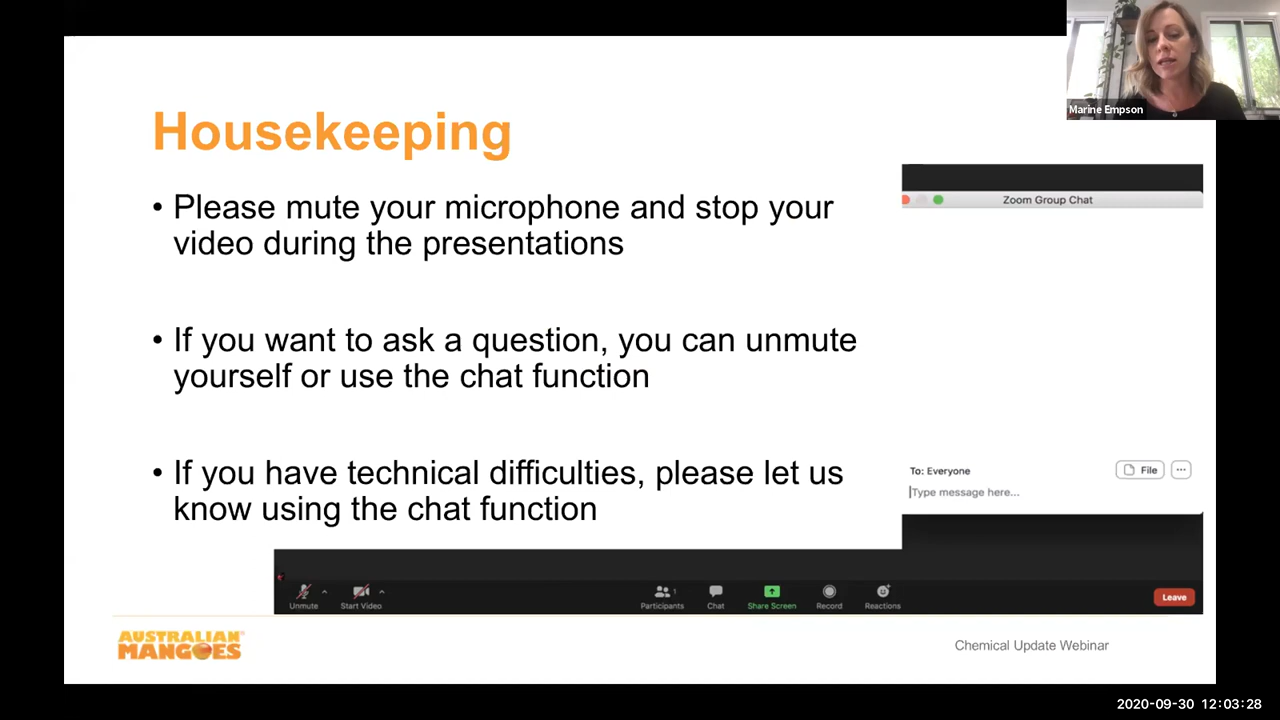 Marine Empson
Housekeeping
• Please mute your microphone and stop your
video during the presentations
• If you want to ask a question, you can unmute
yourself or use the chat function
• If you have technical difficulties, please let us
know using the chat function
Zoom Group Chat
To: Everyone
File
Type message here...
Unmute
Start Video
Participants 1
Chat
Share Screen
Record
Reactions
Leave
AUSTRALIAN
MANGOES
Chemical Update Webinar
2020-09-30 12:03:28